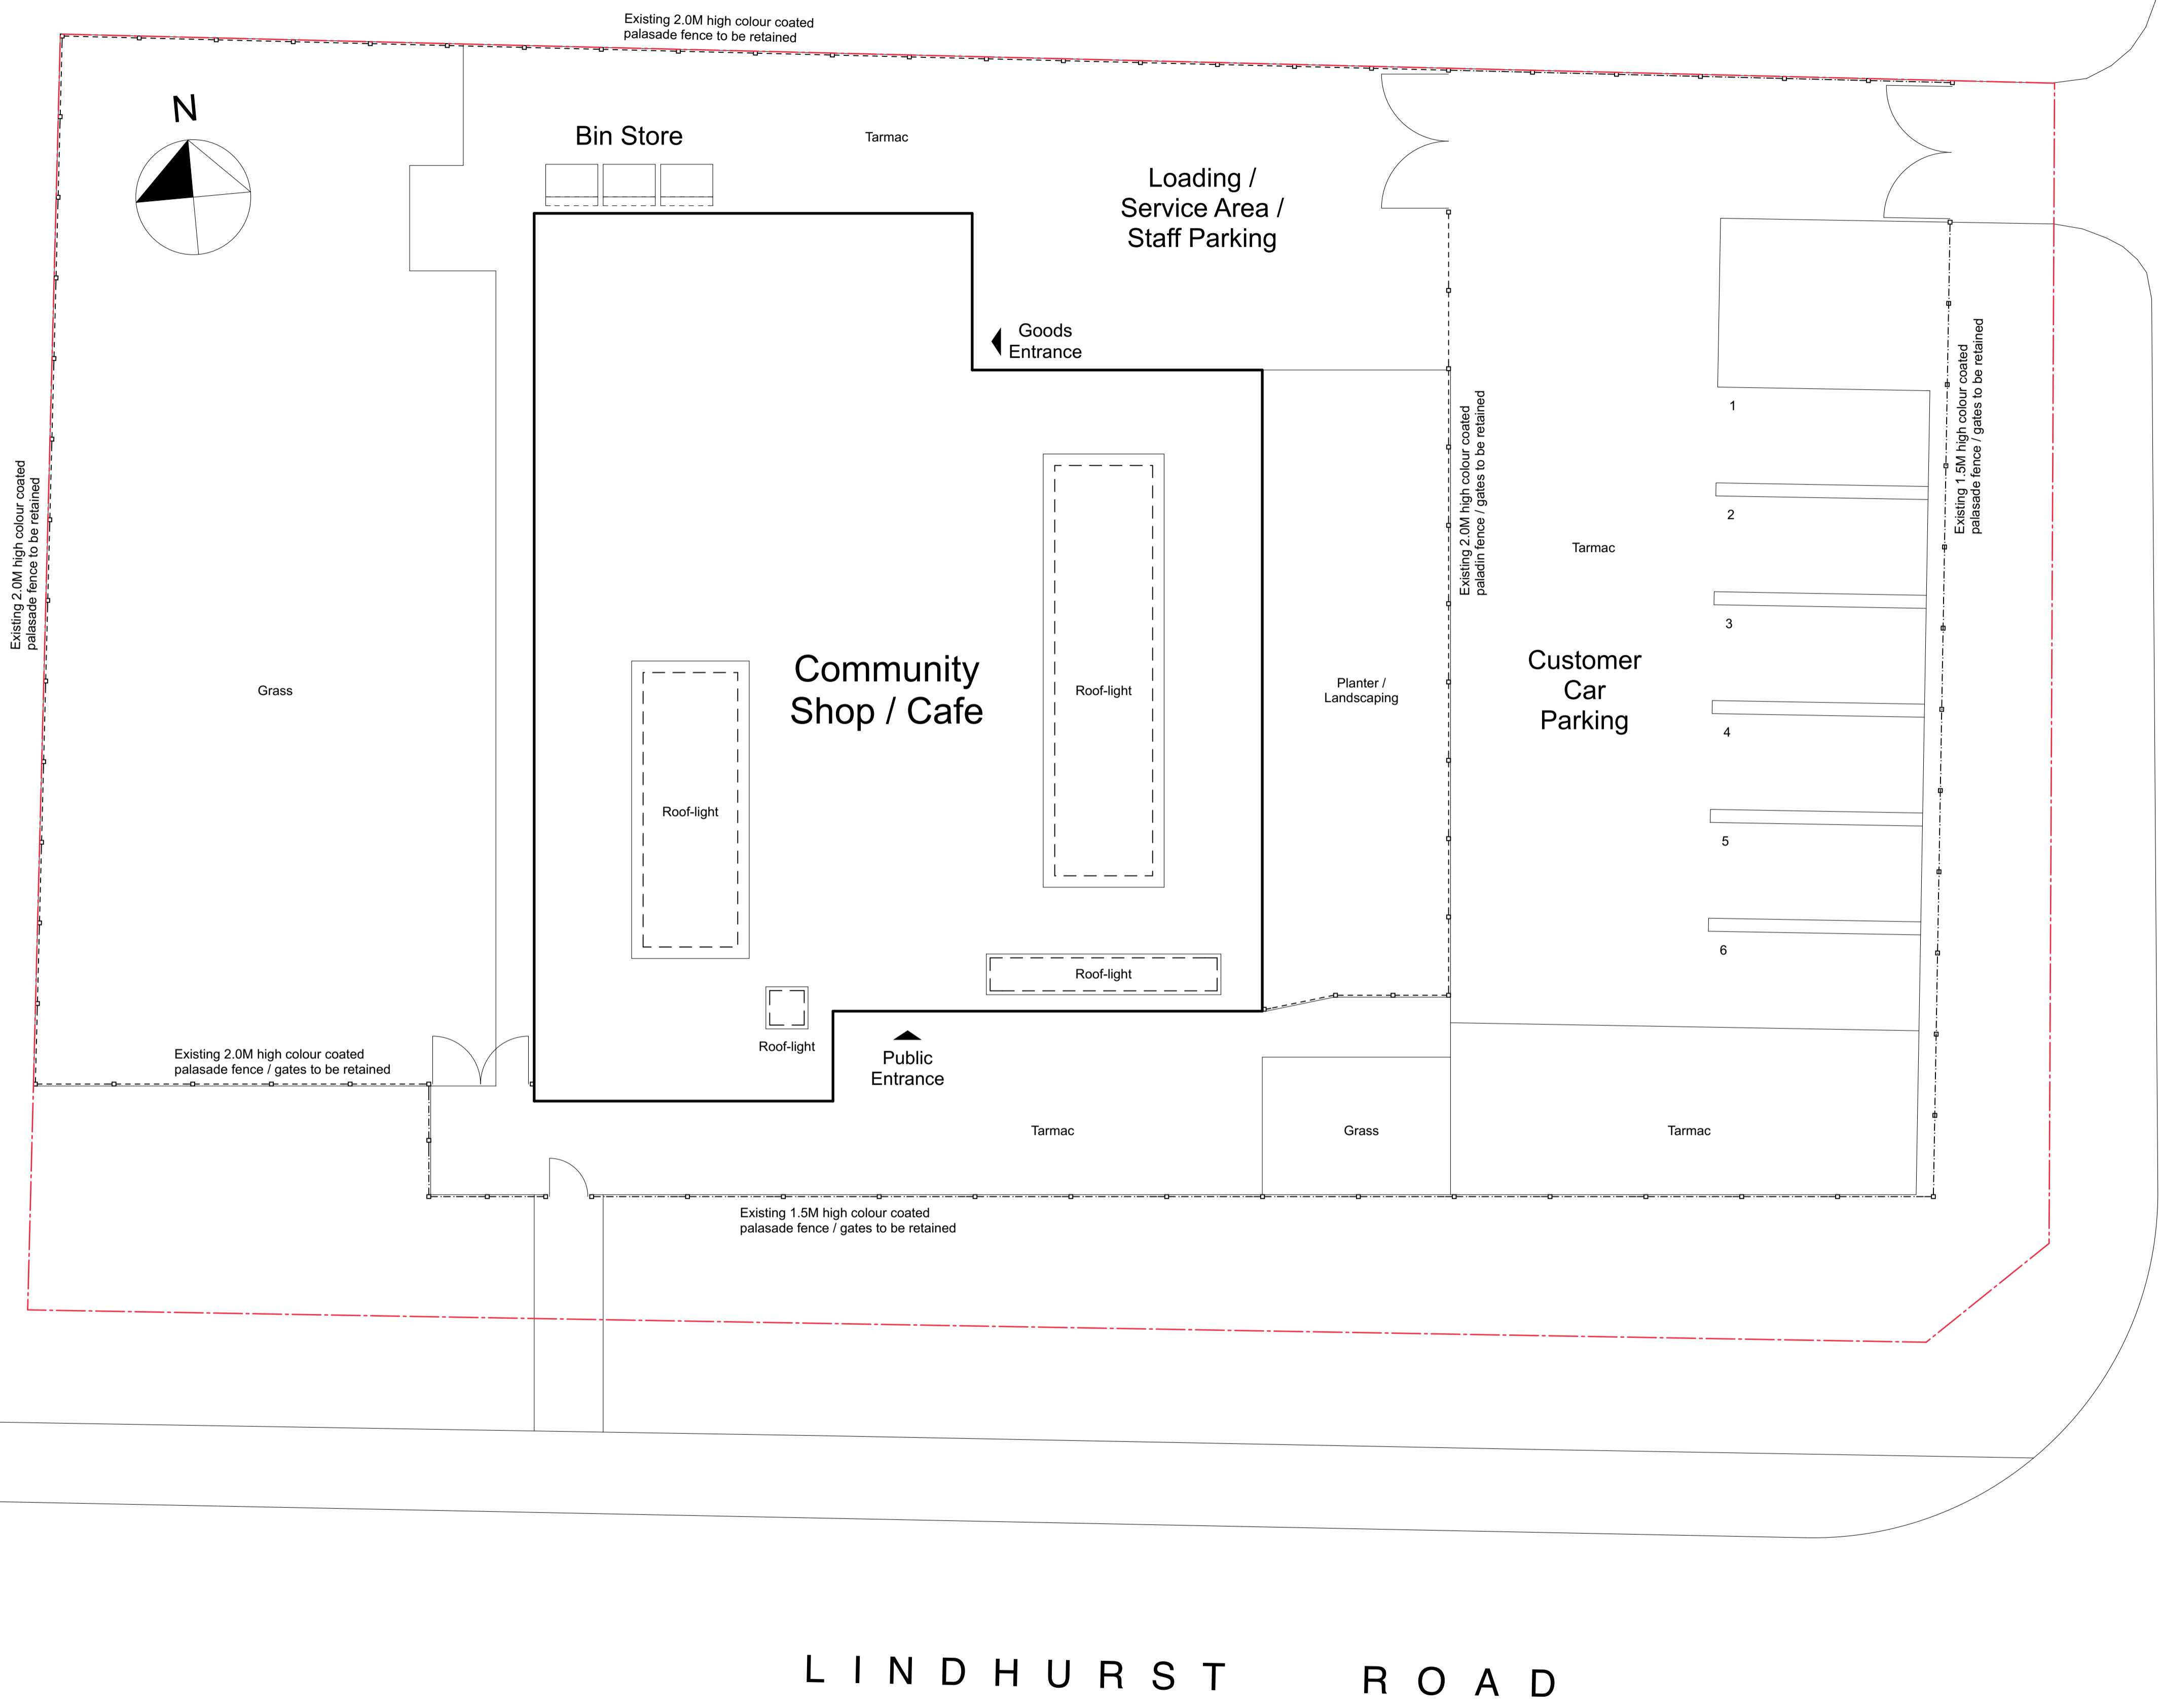 Existing 2.0M high colour coated
palasade fence to be retained
N
Bin Store
Tarmac
Loading /
Service Area /
Staff Parking
Goods
Entrance
Existing 2.0M high colour coated
palasade fence to be retained
Grass
Community
Shop / Cafe
Roof-light
Roof-light
Roof-light
Roof-light
Planter /
Landscaping
Existing 2.0M high colour coated
paladin fence / gates to be retained
Tarmac
Customer
Car
Parking
1
2
3
4
5
6
Existing 1.5M high colour coated
palasade fence / gates to be retained
Existing 2.0M high colour coated
palasade fence / gates to be retained
Public
Entrance
Tarmac
Grass
Tarmac
Existing 1.5M high colour coated
palasade fence / gates to be retained
LINDHURST ROAD